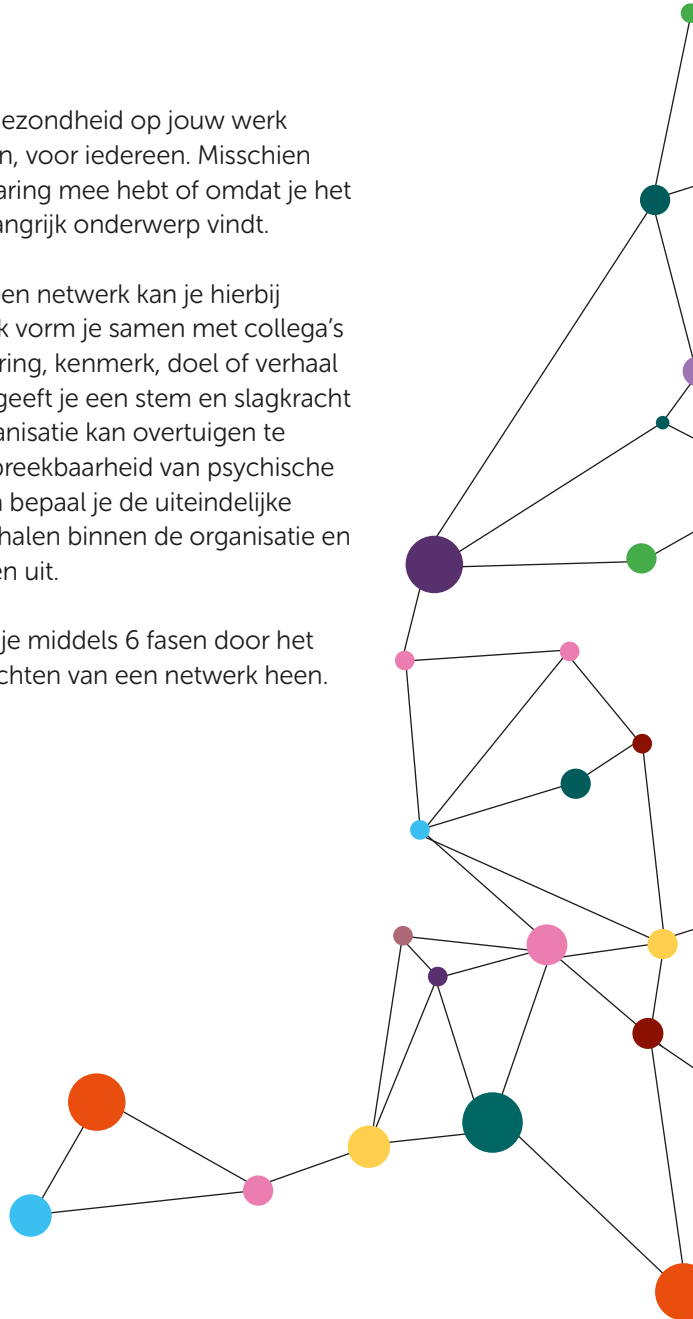 ezondheid op jouw werk
n, voor iedereen. Misschien
aring mee hebt of omdat je het
angrijk onderwerp vindt.
en netwerk kan je hierbij
k vorm je samen met collega’s
ring, kenmerk, doel of verhaal
geeft je een stem en slagkracht
anisatie kan overtuigen te
preekbaarheid van psychische
n bepaal je de uiteindelijke
halen binnen de organisatie en
en uit.
je middels 6 fasen door het
chten van een netwerk heen.